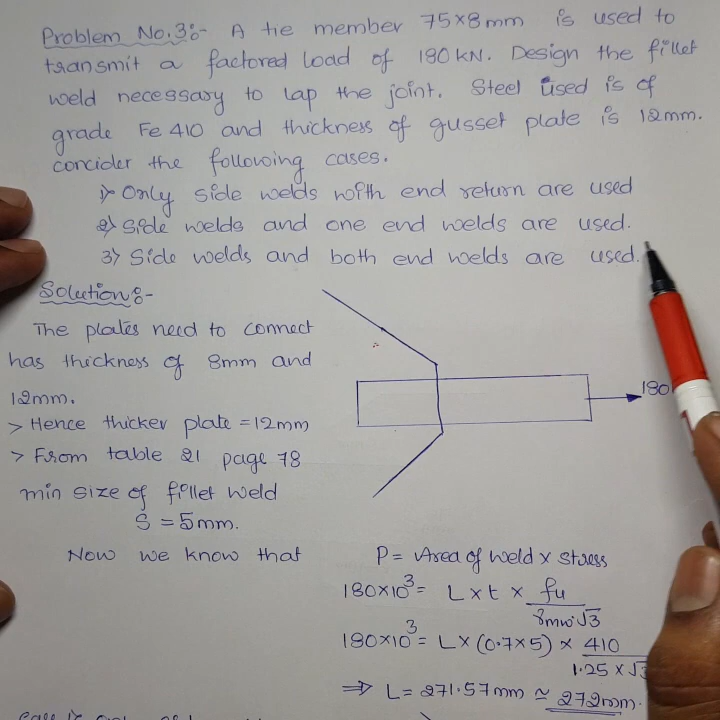 Problem No.3:- A tie member 75×8mm is used to
transmit a factored load of 180 kN. Design the fillet
weld necessary to lap the joint. Steel used is of
grade Fe 410 and thickness of gusset plate is 12mm.
concider the following cases.
1> Only side welds with end return are used
2> Side welds and one end welds are used.
3> Side welds and both end welds are used.
Solution:-
The plates need to connect
has thickness of 8mm and
12mm.
> Hence thicker plate = 12mm
> From table 21 page 78
min size of fillet weld
S = 5mm.
180
Now we know that P = Area of weld × Stress
180×10³ = L × t × fu / γmw·√3
180×10³ = L × (0.7×5) × 410 / 1.25 × √3
⇒ L = 271.57mm ≃ 272mm.